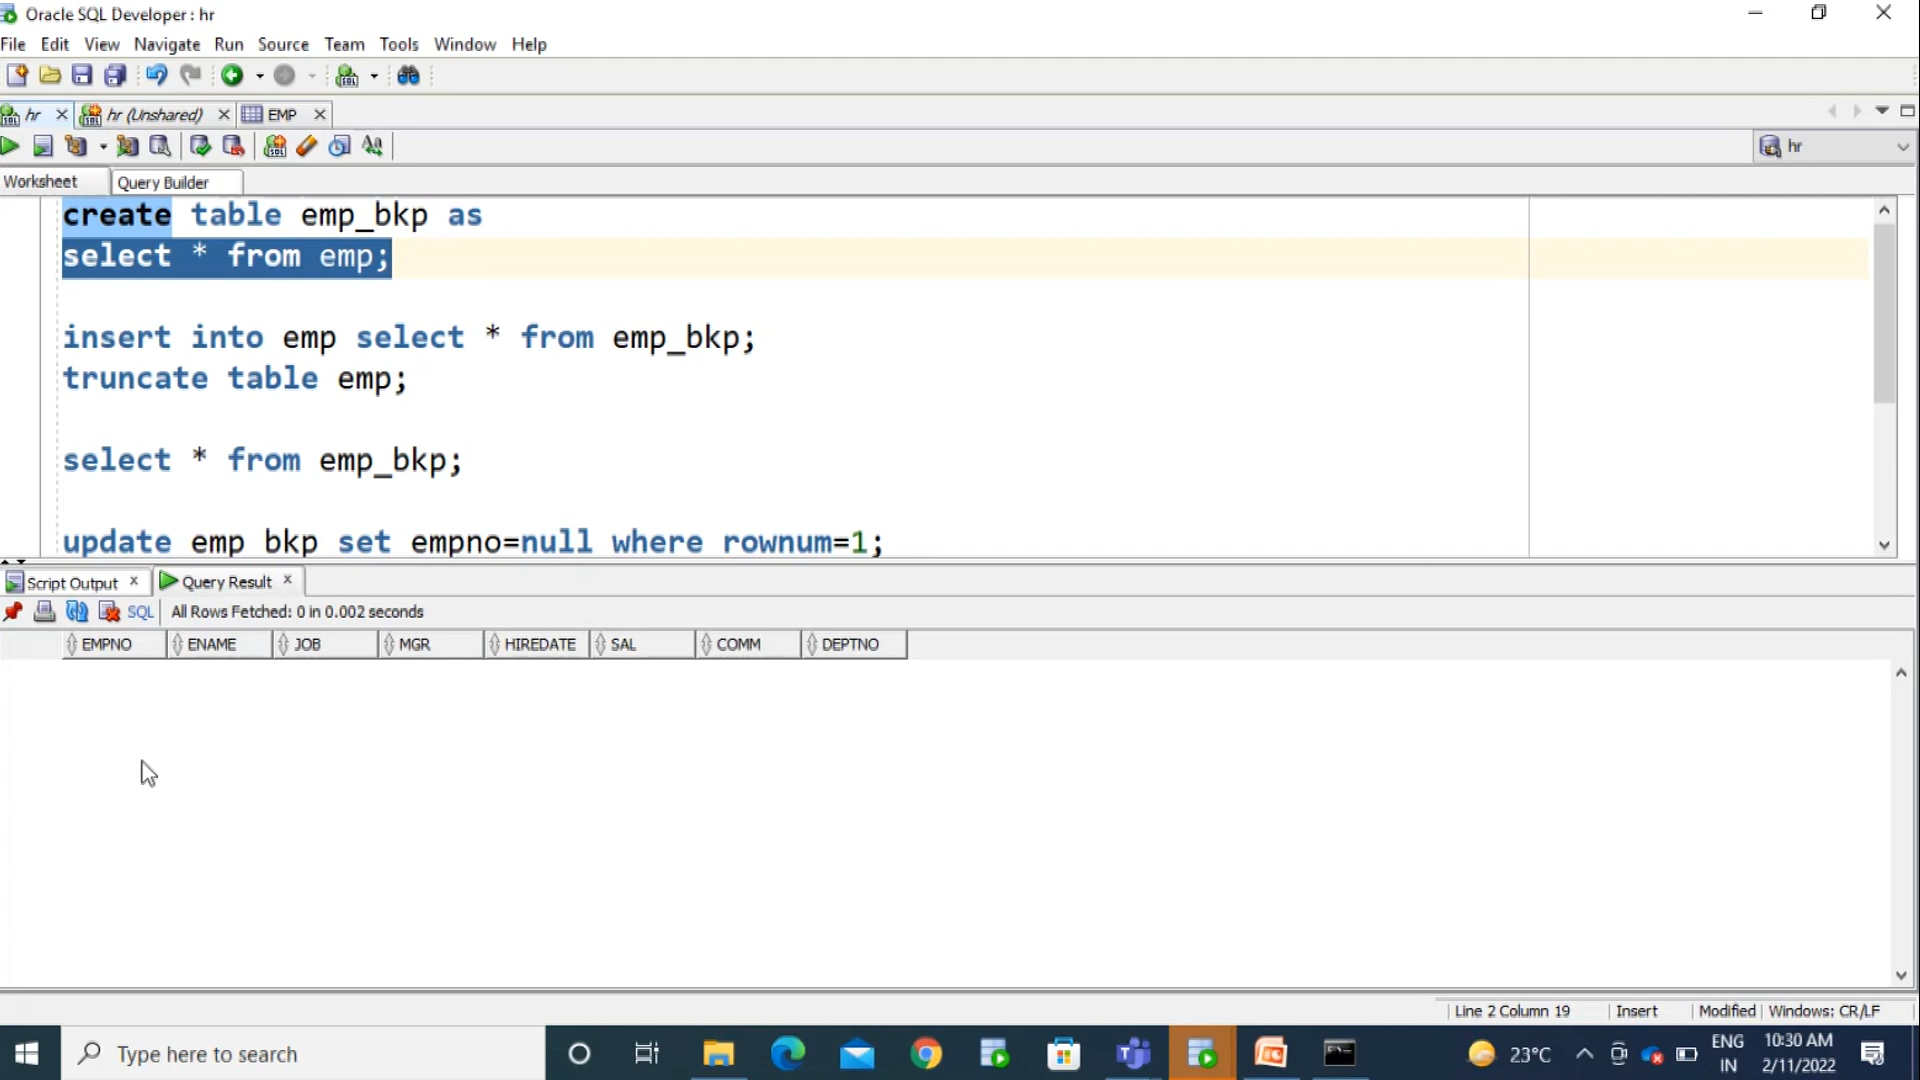 Oracle SQL Developer : hr
File Edit View Navigate Run Source Team Tools Window Help
hr hr (Unshared) EMP
hr
Worksheet Query Builder
create table emp_bkp as
select * from emp;
insert into emp select * from emp_bkp;
truncate table emp;
select * from emp_bkp;
update emp bkp set empno=null where rownum=1;
Script Output Query Result
SQL All Rows Fetched: 0 in 0.002 seconds
EMPNO ENAME JOB MGR HIREDATE SAL COMM DEPTNO
Line 2 Column 19 Insert Modified Windows: CR/LF
Type here to search
23°C
ENG
IN
10:30 AM
2/11/2022